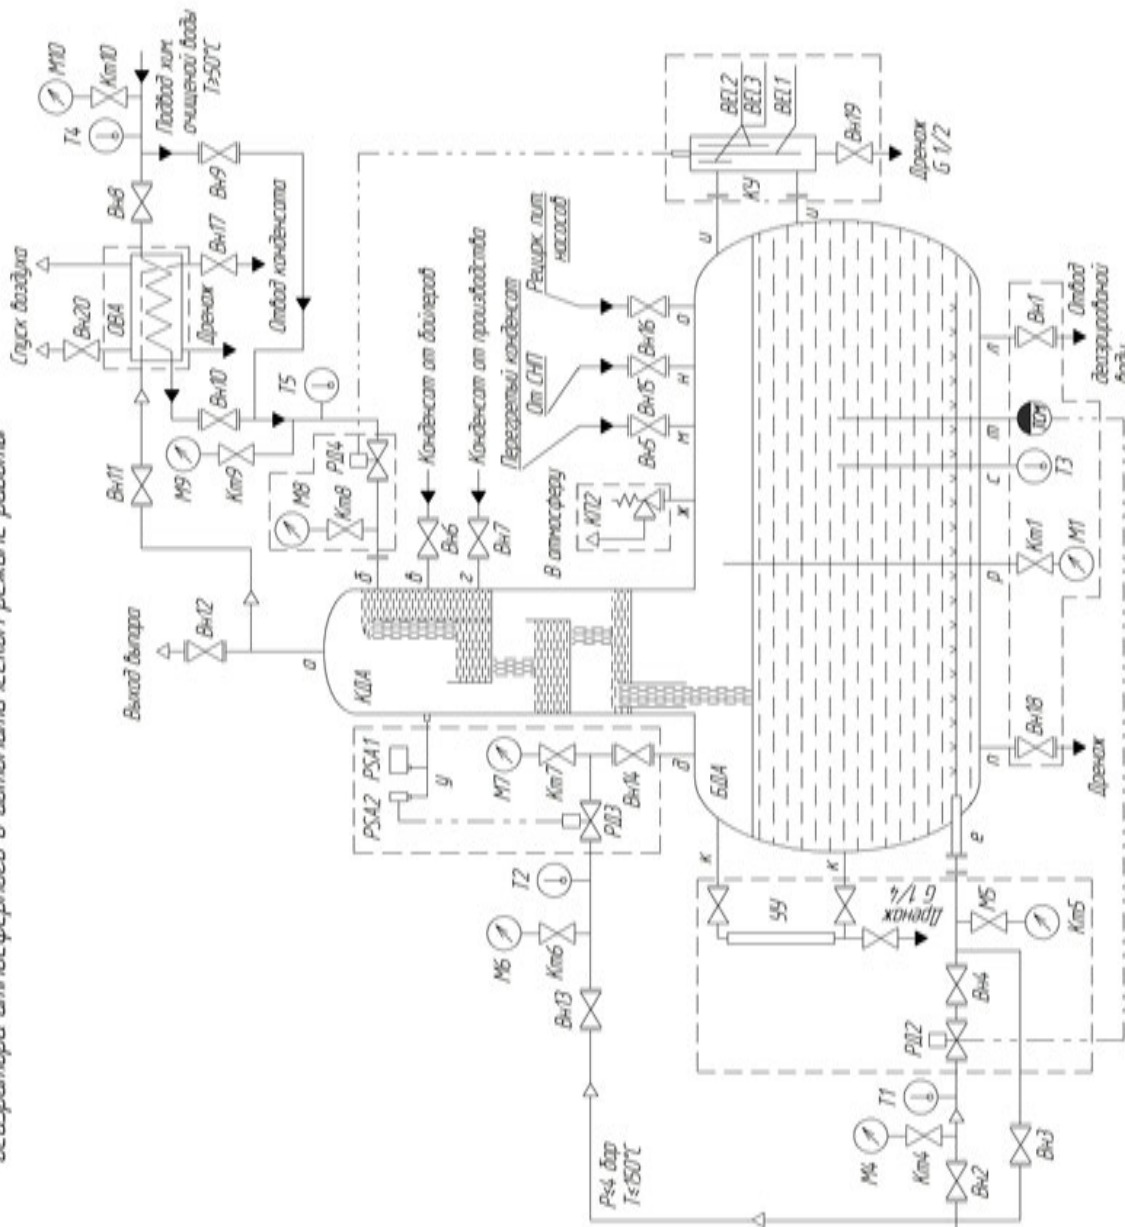 деаэратора атмосферного в автоматическом режиме работы
М10
Кт10
Т4
Подвод хим.
очищеной воды
Т≥50°С
Вн8
Вн9
Вн17
Спуск воздуха
Вн20
ОВА
Дренаж
Отвод конденсата
Вн10
Т5
Вн11
М9
Кт9
М8
Кт8
РД4
Конденсат от бойлеров
Вн6
Конденсат от производства
Вн7
Перегретый конденсат
Вн5
От СНП
Вн15
Рецирк. пит.
насосов
Вн16
BEL2
BEL3
BEL1
КУ
Вн19
Дренаж
G 1/2
Выход выпара
Вн12
а
б
в
г
КДА
В атмосферу
КП2
ж
м
н
о
и
и
PSA2
PSA1
У
М7
Кт7
РД3
Вн14
д
БДА
Т2
М6
Кт6
Вн13
к
к
УУ
Дренаж
G 1/4
е
М5
Кт5
Вн4
РД2
Т1
М4
Кт4
Вн2
Вн3
Р≤4 бар
Т≤150°С
п
Вн18
Дренаж
р
Кт1
М1
с
Т3
т
ТСМ
л
Вн1
Отвод
деаэрированой
воды